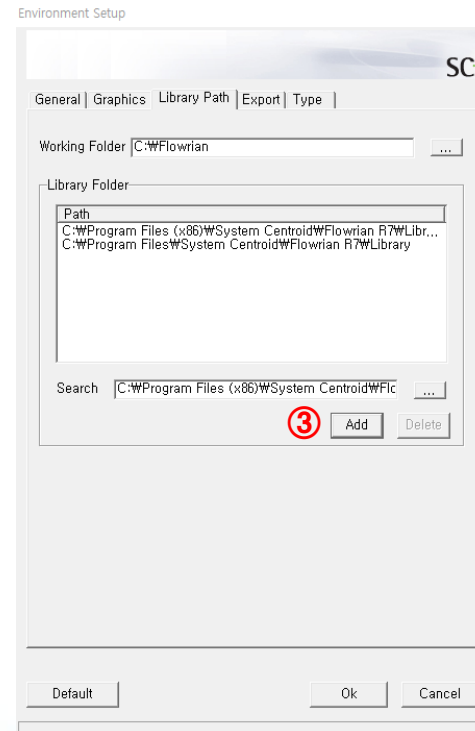 Environment Setup
SC
General Graphics Library Path Export Type
Working Folder C:₩Flowrian ...
Library Folder
Path
C:₩Program Files (x86)₩System Centroid₩Flowrian R7₩Libr...
C:₩Program Files₩System Centroid₩Flowrian R7₩Library
Search C:₩Program Files (x86)₩System Centroid₩Flc ...
③ Add Delete
Default Ok Cancel